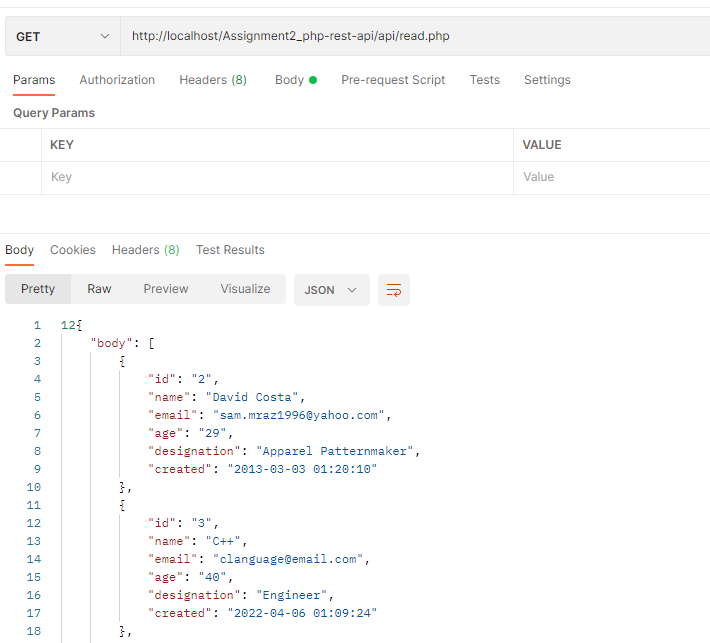 GET http://localhost/Assignment2_php-rest-api/api/read.php
Params Authorization Headers (8) Body Pre-request Script Tests Settings
Query Params
KEY VALUE
Key Value
Body Cookies Headers (8) Test Results
Pretty Raw Preview Visualize JSON
1 12{
2 "body": [
3 {
4 "id": "2",
5 "name": "David Costa",
6 "email": "sam.mraz1996@yahoo.com",
7 "age": "29",
8 "designation": "Apparel Patternmaker",
9 "created": "2013-03-03 01:20:10"
10 },
11 {
12 "id": "3",
13 "name": "C++",
14 "email": "clanguage@email.com",
15 "age": "40",
16 "designation": "Engineer",
17 "created": "2022-04-06 01:09:24"
18 },